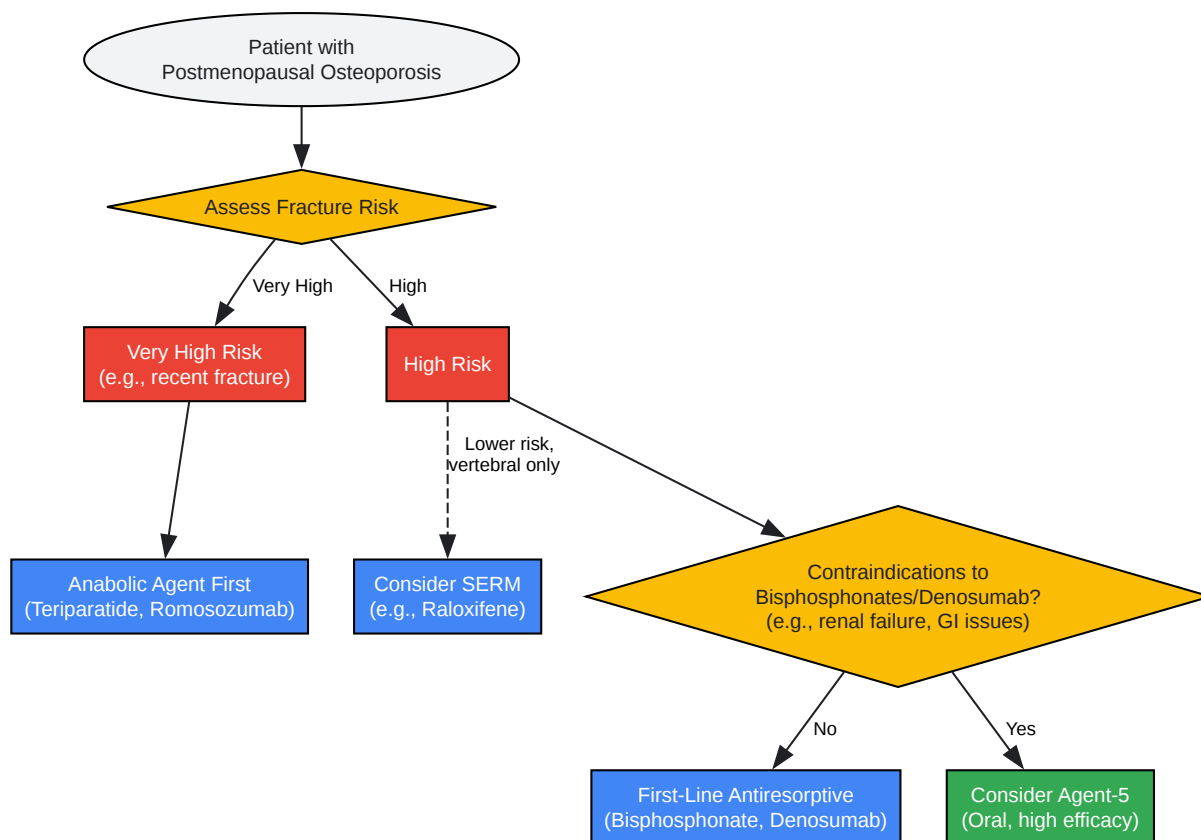 Patient with
Postmenopausal Osteoporosis
Assess Fracture Risk
Very High
High
Very High Risk
(e.g., recent fracture)
High Risk
Lower risk,
vertebral only
Anabolic Agent First
(Teriparatide, Romosozumab)
Consider SERM
(e.g., Raloxifene)
Contraindications to
Bisphosphonates/Denosumab?
(e.g., renal failure, GI issues)
No
Yes
First-Line Antiresorptive
(Bisphosphonate, Denosumab)
Consider Agent-5
(Oral, high efficacy)